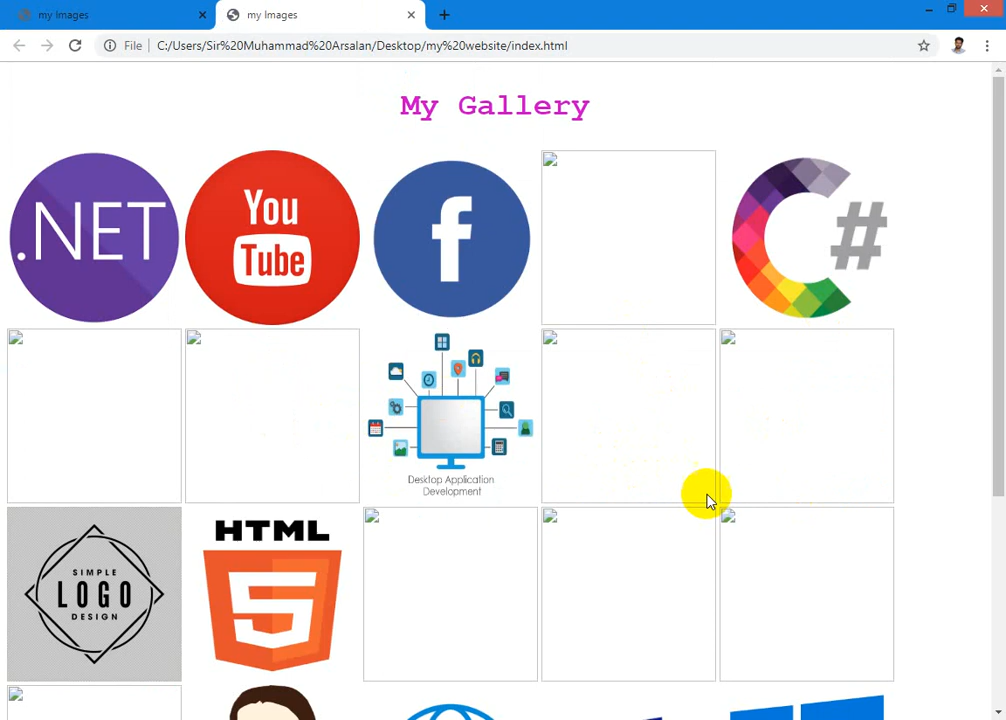 my Images
my Images
File
C:/Users/Sir%20Muhammad%20Arsalan/Desktop/my%20website/index.html
My Gallery
.NET
You
Tube
f
C#
Desktop Application
Development
SIMPLE
LOGO
DESIGN
HTML
5